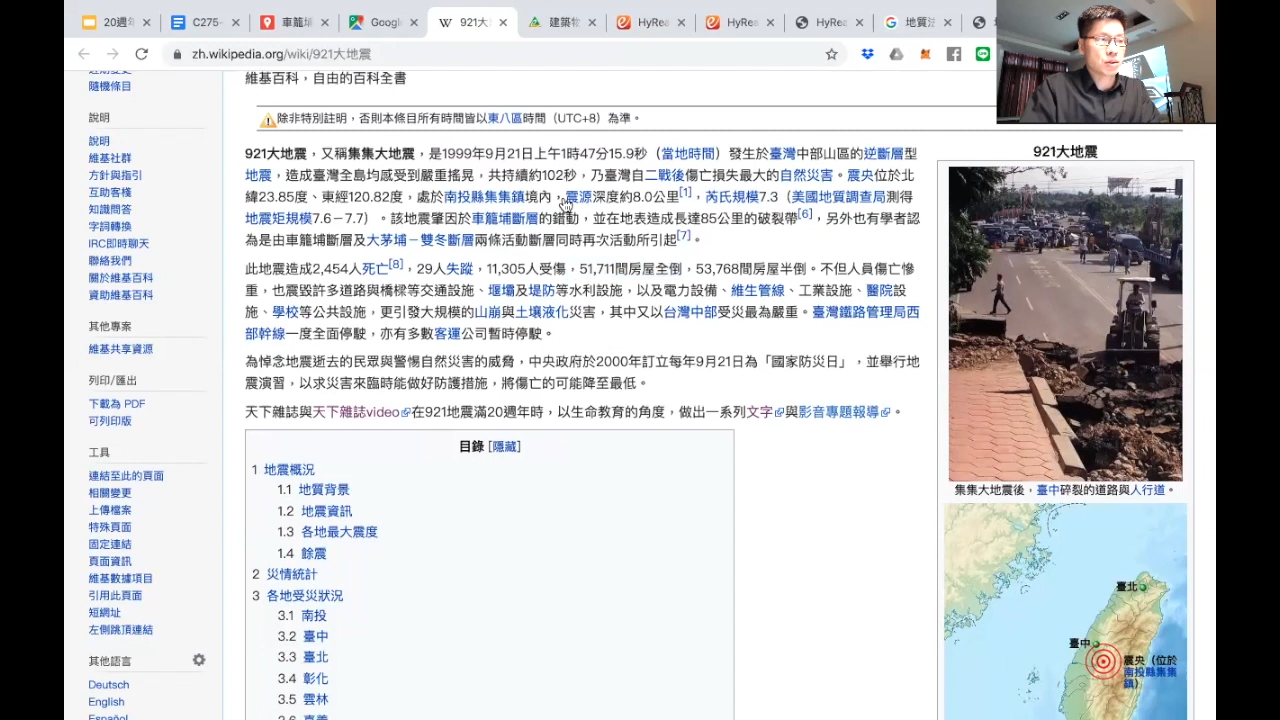 20週
C275-
車籠埔
Googl
921大
建築物
HyRea
HyRea
HyRea
地質法
zh.wikipedia.org/wiki/921大地震
隨機條目
說明
說明
維基社群
方針與指引
互助客棧
知識問答
字詞轉換
IRC即時聊天
聯絡我們
關於維基百科
資助維基百科
其他專案
維基共享資源
列印/匯出
下載為 PDF
可列印版
工具
連結至此的頁面
相關變更
上傳檔案
特殊頁面
固定連結
頁面資訊
維基數據項目
引用此頁面
短網址
左側跳頂連結
其他語言
Deutsch
English
Español
維基百科，自由的百科全書
除非特別註明，否則本條目所有時間皆以東八區時間（UTC+8）為準。
921大地震，又稱集集大地震，是1999年9月21日上午1時47分15.9秒（當地時間）發生於臺灣中部山區的逆斷層型
地震，造成臺灣全島均感受到嚴重搖晃，共持續約102秒，乃臺灣自二戰後傷亡損失最大的自然災害。震央位於北
緯23.85度、東經120.82度，處於南投縣集集鎮境內，震源深度約8.0公里[1]，芮氏規模7.3（美國地質調查局測得
地震矩規模7.6－7.7）。該地震肇因於車籠埔斷層的錯動，並在地表造成長達85公里的破裂帶[6]，另外也有學者認
為是由車籠埔斷層及大茅埔－雙冬斷層兩條活動斷層同時再次活動所引起[7]。
此地震造成2,454人死亡[8]，29人失蹤，11,305人受傷，51,711間房屋全倒，53,768間房屋半倒。不但人員傷亡慘
重，也震毀許多道路與橋樑等交通設施、堰壩及堤防等水利設施，以及電力設備、維生管線、工業設施、醫院設
施、學校等公共設施，更引發大規模的山崩與土壤液化災害，其中又以台灣中部受災最為嚴重。臺灣鐵路管理局西
部幹線一度全面停駛，亦有多數客運公司暫時停駛。
為悼念地震逝去的民眾與警惕自然災害的威脅，中央政府於2000年訂立每年9月21日為「國家防災日」，並舉行地
震演習，以求災害來臨時能做好防護措施，將傷亡的可能降至最低。
天下雜誌與天下雜誌video在921地震滿20週年時，以生命教育的角度，做出一系列文字與影音專題報導。
目錄 [隱藏]
1 地震概況
1.1 地質背景
1.2 地震資訊
1.3 各地最大震度
1.4 餘震
2 災情統計
3 各地受災狀況
3.1 南投
3.2 臺中
3.3 臺北
3.4 彰化
3.5 雲林
3.6 嘉義
921大地震
集集大地震後，臺中碎裂的道路與人行道。
臺北
臺中
震央（位於
南投縣集集
鎮）